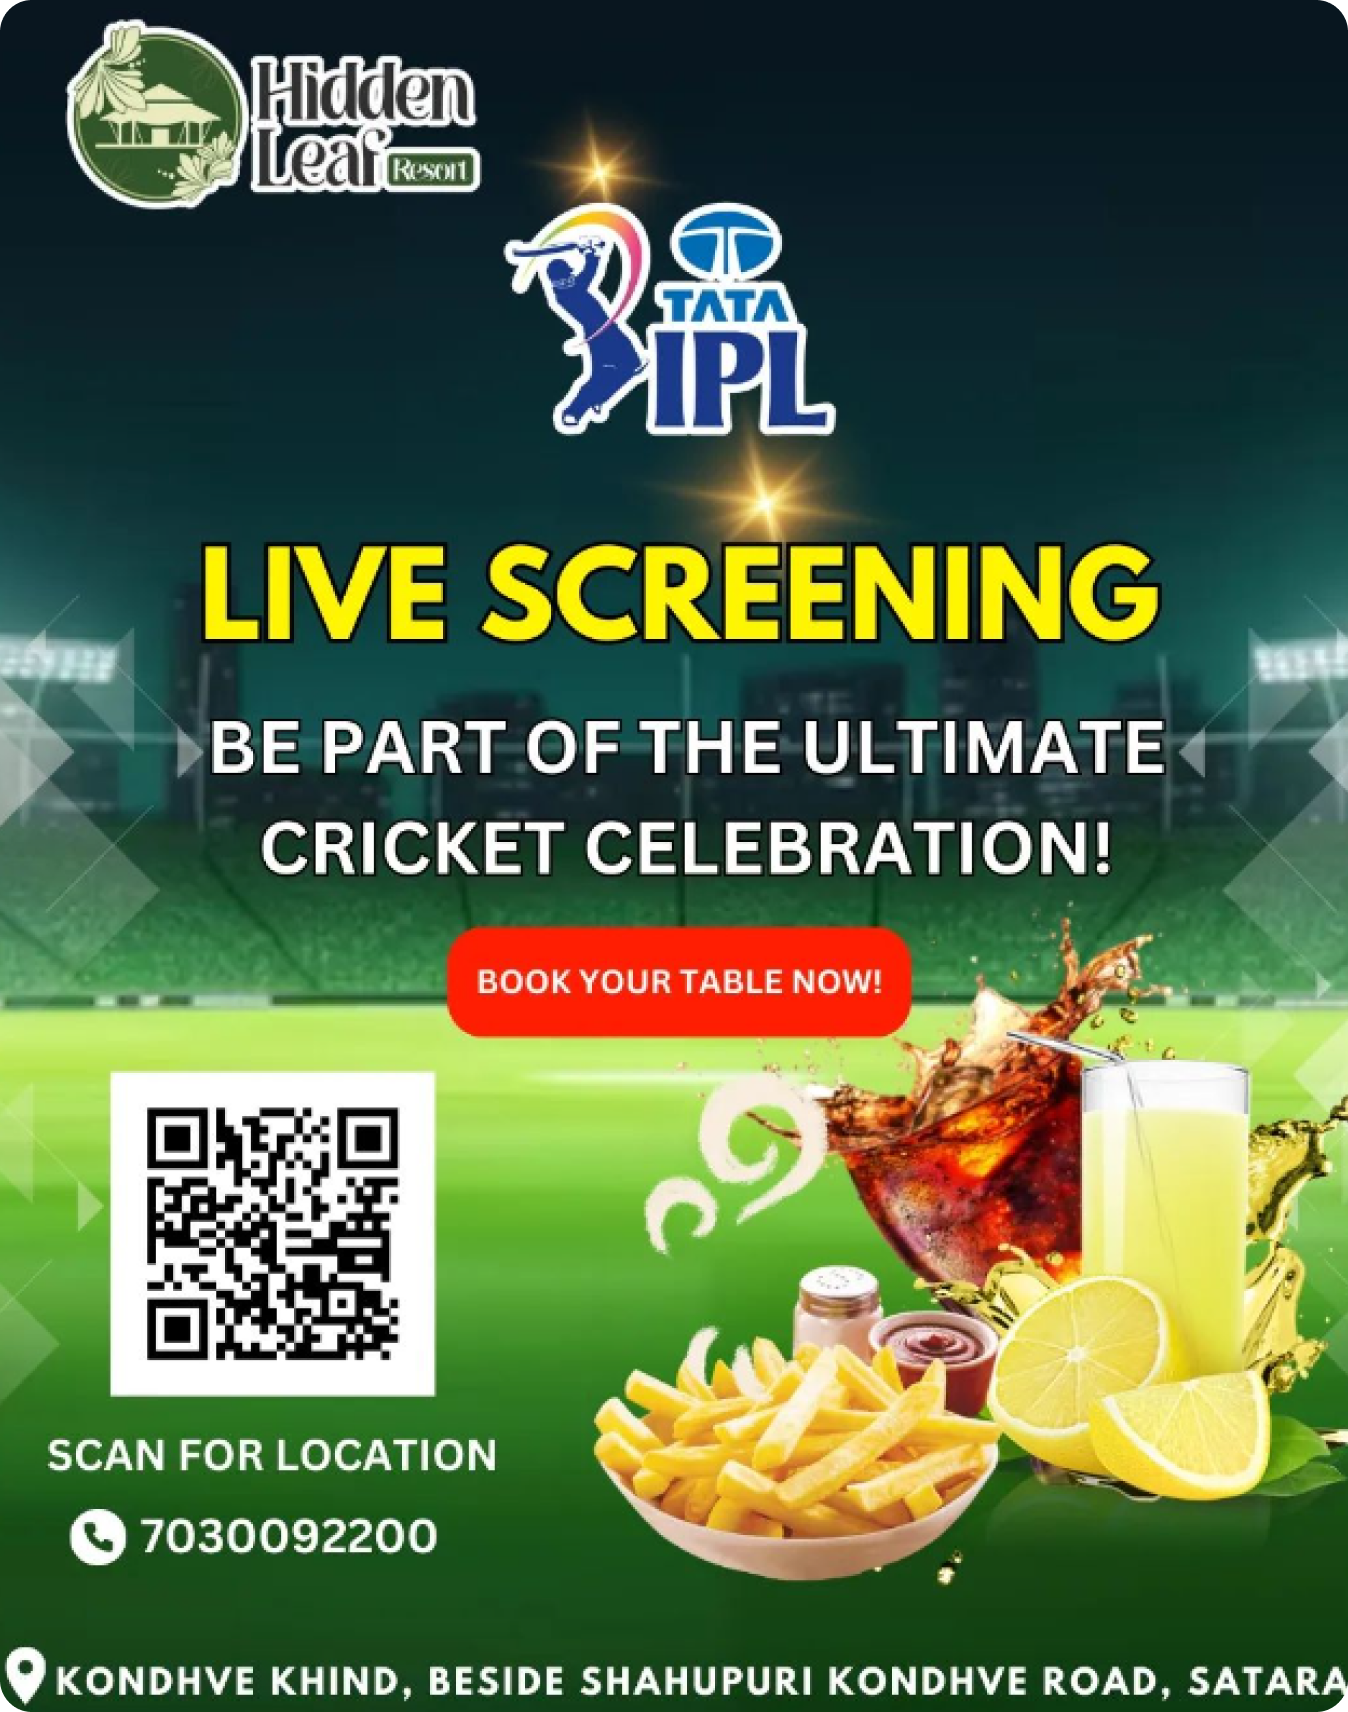 Hidden
Leaf Resort
TATA
IPL
LIVE SCREENING
BE PART OF THE ULTIMATE
CRICKET CELEBRATION!
BOOK YOUR TABLE NOW!
SCAN FOR LOCATION
7030092200
KONDHVE KHIND, BESIDE SHAHUPURI KONDHVE ROAD, SATARA